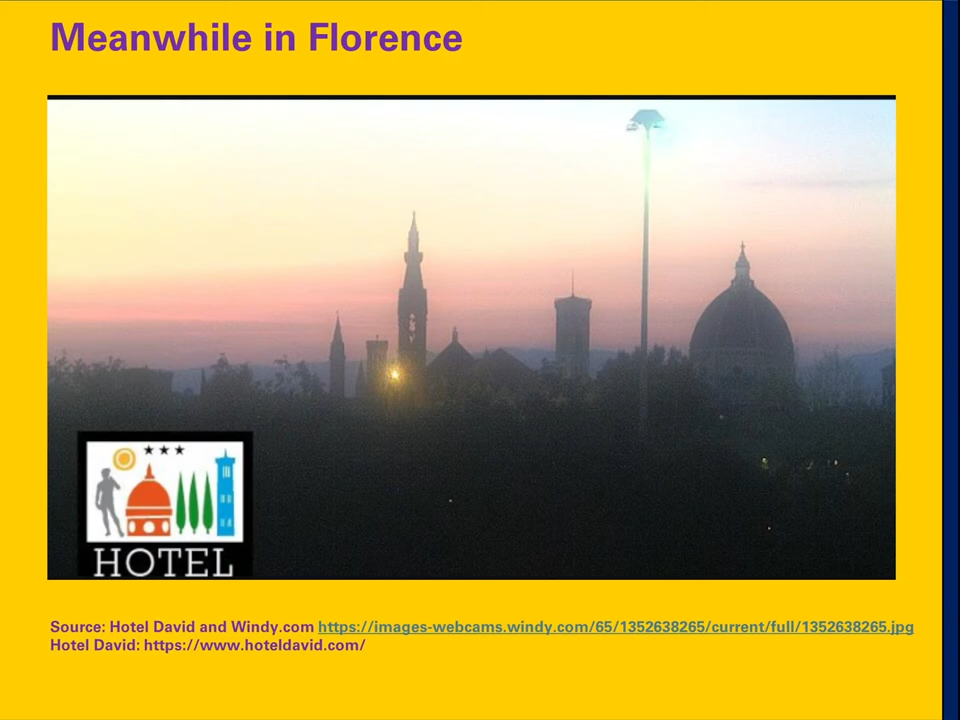 Meanwhile in Florence
HOTEL
Source: Hotel David and Windy.com https://images-webcams.windy.com/65/1352638265/current/full/1352638265.jpg
Hotel David: https://www.hoteldavid.com/